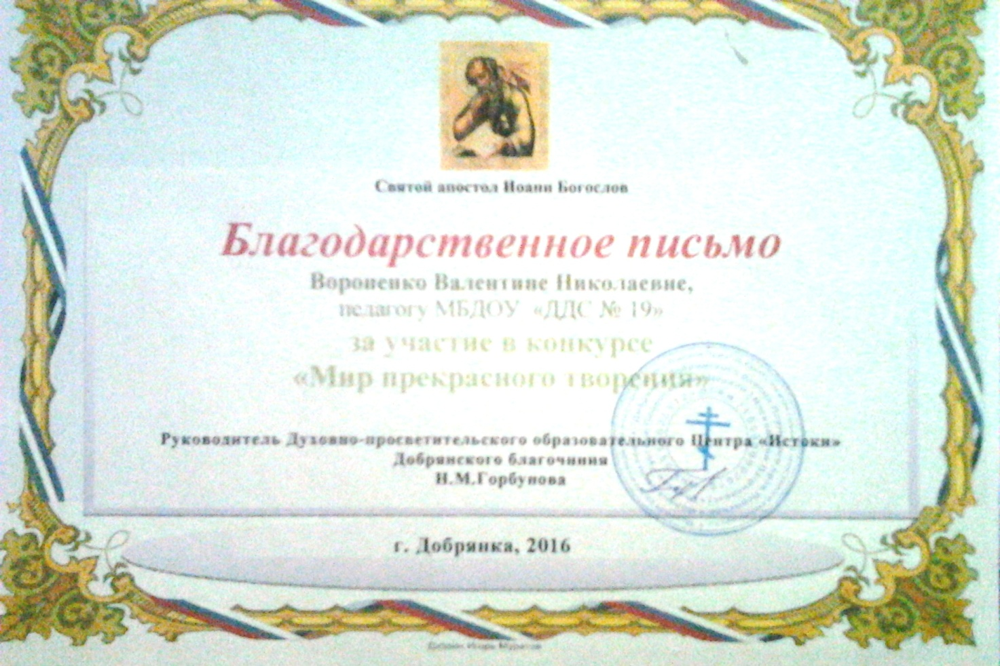 Святой апостол Иоанн Богослов
Благодарственное письмо
Вороненко Валентине Николаевне,
педагогу МБДОУ «ДДС № 19»
за участие в конкурсе
«Мир прекрасного творения»
Руководитель Духовно-просветительского образовательного Центра «Истоки»
Добрянского благочиния
Н.М.Горбунова
г. Добрянка, 2016